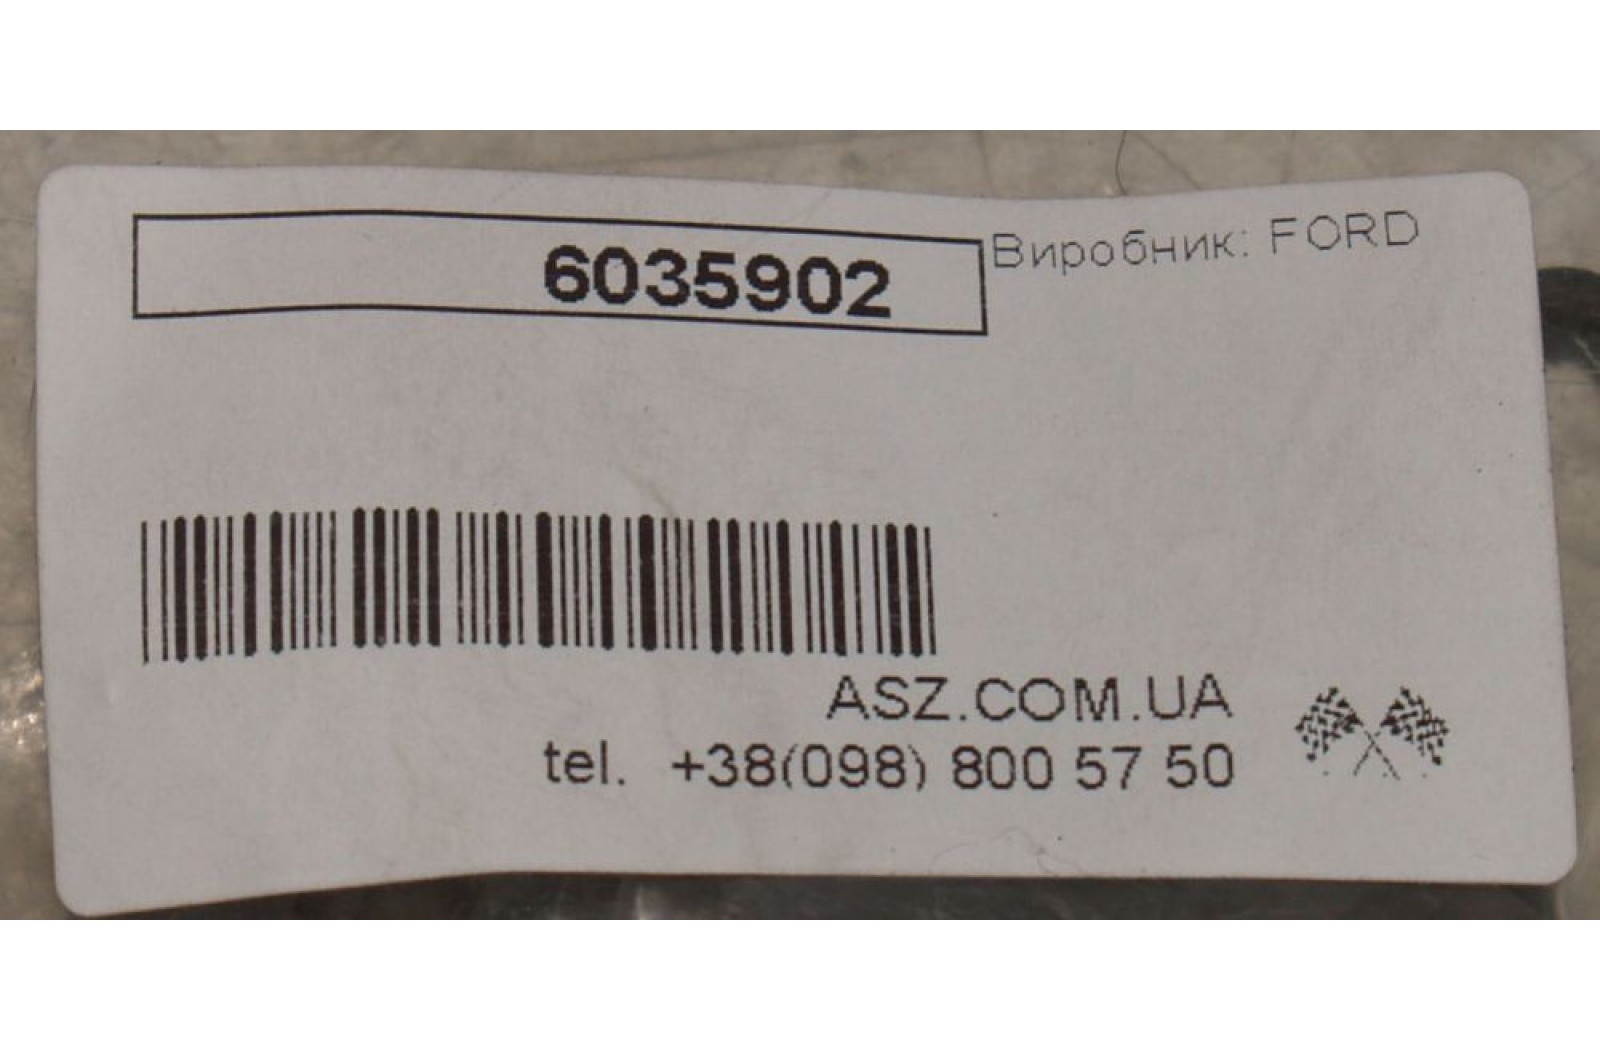 6035902
Виробник: FORD
ASZ.COM.UA
tel. +38(098) 800 57 50